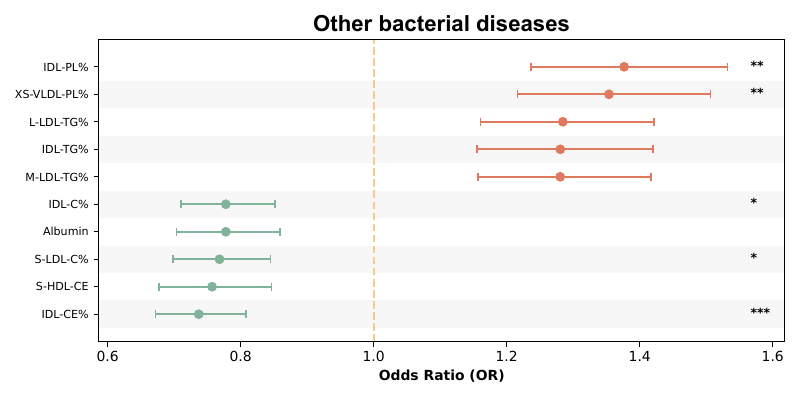 Other bacterial diseases
IDL-PL% **
XS-VLDL-PL% **
L-LDL-TG%
IDL-TG%
M-LDL-TG%
IDL-C% *
Albumin
S-LDL-C% *
S-HDL-CE
IDL-CE% ***
0.6 0.8 1.0 1.2 1.4 1.6
Odds Ratio (OR)